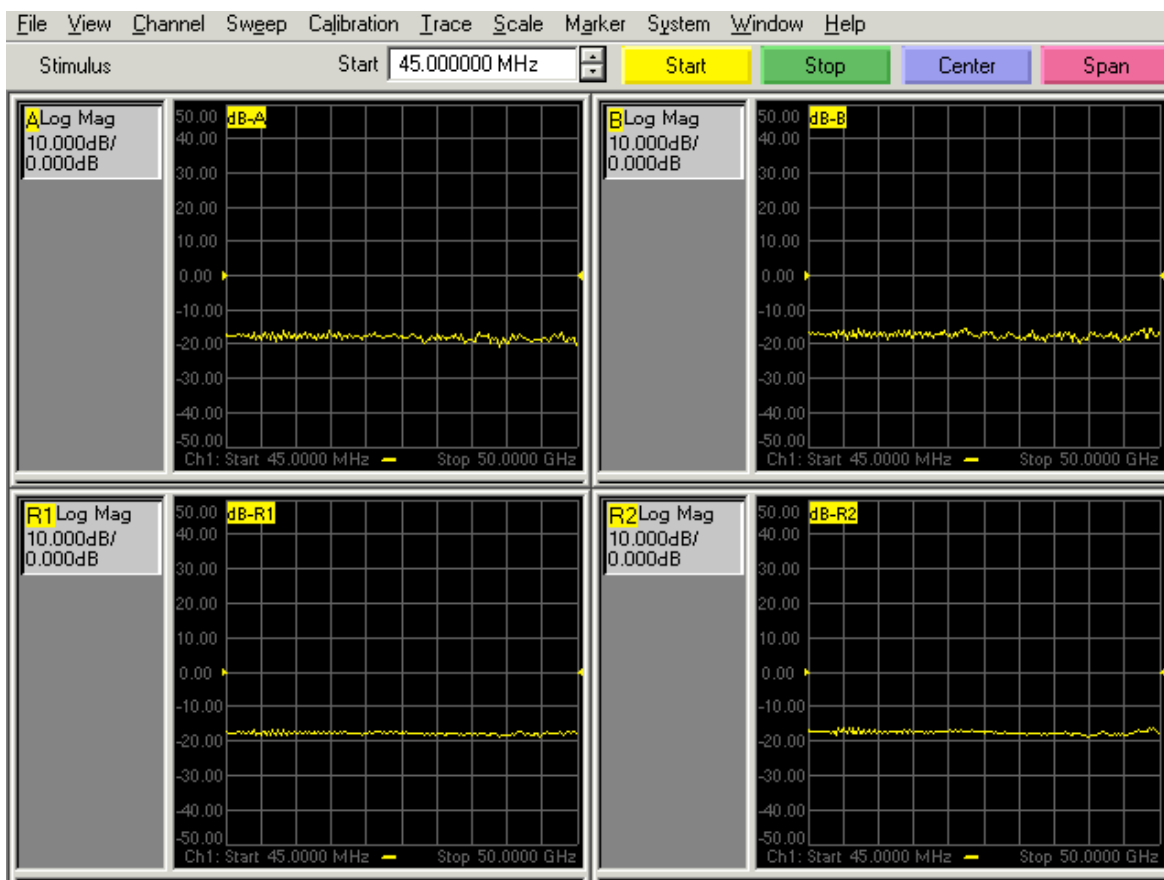 File View Channel Sweep Calibration Trace Scale Marker System Window Help
Stimulus Start 45.000000 MHz Start Stop Center Span
A Log Mag
10.000dB/
0.000dB
50.00 dB-A
40.00
30.00
20.00
10.00
0.00
-10.00
-20.00
-30.00
-40.00
-50.00
Ch1: Start 45.0000 MHz Stop 50.0000 GHz
B Log Mag
10.000dB/
0.000dB
50.00 dB-B
40.00
30.00
20.00
10.00
0.00
-10.00
-20.00
-30.00
-40.00
-50.00
Ch1: Start 45.0000 MHz Stop 50.0000 GHz
R1 Log Mag
10.000dB/
0.000dB
50.00 dB-R1
40.00
30.00
20.00
10.00
0.00
-10.00
-20.00
-30.00
-40.00
-50.00
Ch1: Start 45.0000 MHz Stop 50.0000 GHz
R2 Log Mag
10.000dB/
0.000dB
50.00 dB-R2
40.00
30.00
20.00
10.00
0.00
-10.00
-20.00
-30.00
-40.00
-50.00
Ch1: Start 45.0000 MHz Stop 50.0000 GHz